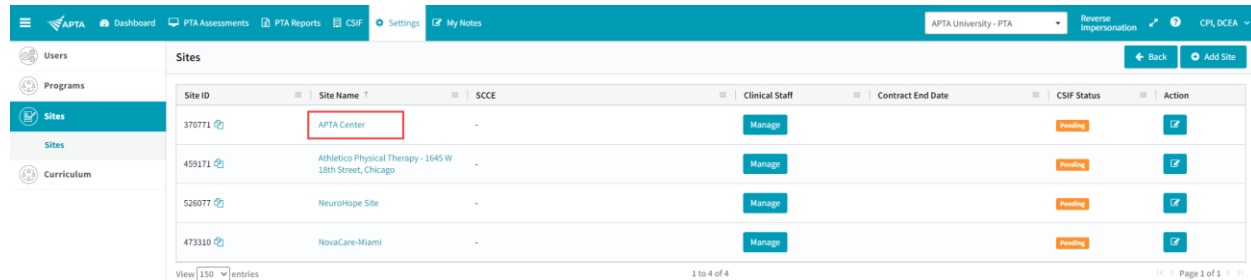 APTA Dashboard PTA Assessments PTA Reports CSIF Settings My Notes APTA University - PTA Reverse Impersonation CPI, DCEA
Users
Sites
Back Add Site
Programs
Sites
Sites
Curriculum
Site ID Site Name SCCE Clinical Staff Contract End Date CSIF Status Action
370771 APTA Center - Manage Pending
459171 Athletico Physical Therapy - 1645 W
18th Street, Chicago - Manage Pending
526077 NeuroHope Site - Manage Pending
473310 NovaCare-Miami - Manage Pending
View 150 entries 1 to 4 of 4 Page 1 of 1